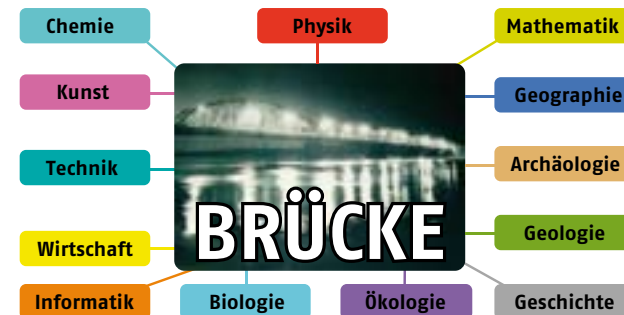 Chemie
Physik
Mathematik
Kunst
Geographie
Technik
Archäologie
BRÜCKE
Wirtschaft
Geologie
Informatik
Biologie
Ökologie
Geschichte